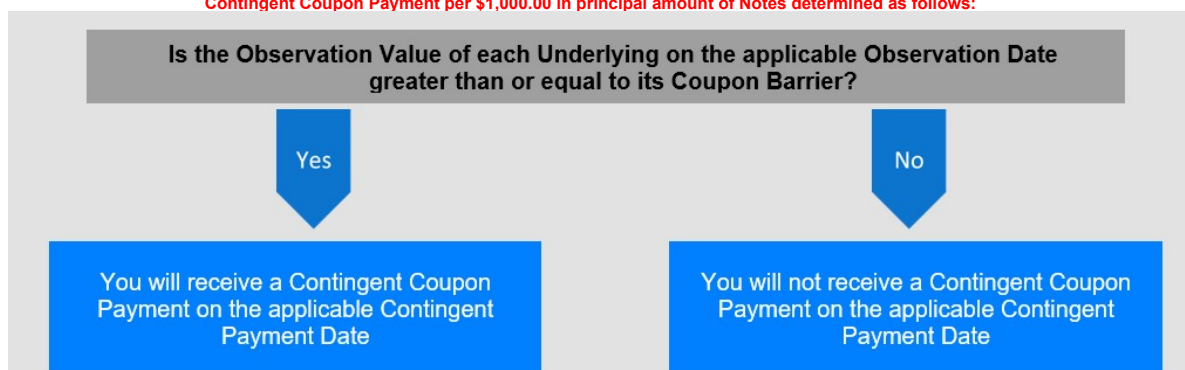 Contingent Coupon Payment per $1,000.00 in principal amount of Notes determined as follows:
Is the Observation Value of each Underlying on the applicable Observation Date
greater than or equal to its Coupon Barrier?
Yes
No
You will receive a Contingent Coupon
Payment on the applicable Contingent
Payment Date
You will not receive a Contingent Coupon
Payment on the applicable Contingent
Payment Date